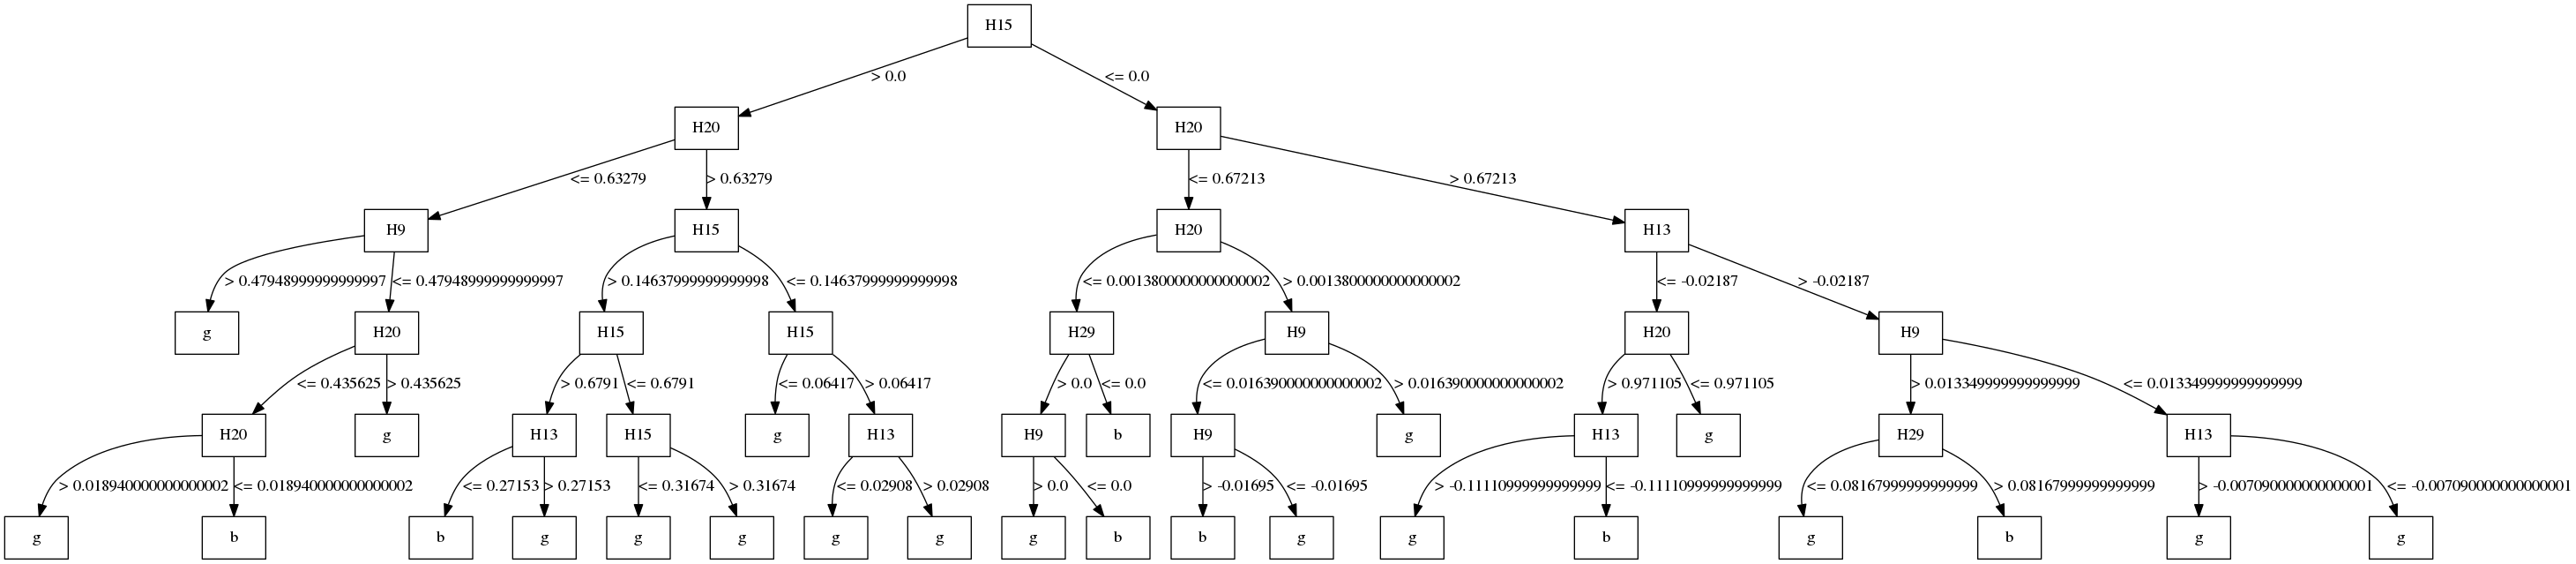 H15
> 0.0
<= 0.0
H20
H20
<= 0.63279
> 0.63279
<= 0.67213
> 0.67213
H9
H15
H20
H13
> 0.47948999999999997
<= 0.47948999999999997
> 0.14637999999999998
<= 0.14637999999999998
<= 0.0013800000000000002
> 0.0013800000000000002
<= -0.02187
> -0.02187
g
H20
H15
H15
H29
H9
H20
H9
<= 0.435625
> 0.435625
> 0.6791
<= 0.6791
<= 0.06417
> 0.06417
> 0.0
<= 0.0
<= 0.016390000000000002
> 0.016390000000000002
> 0.971105
<= 0.971105
> 0.013349999999999999
<= 0.013349999999999999
H20
g
H13
H15
g
H13
H9
b
H9
g
H13
g
H29
H13
> 0.018940000000000002
<= 0.018940000000000002
<= 0.27153
> 0.27153
<= 0.31674
> 0.31674
<= 0.02908
> 0.02908
> 0.0
<= 0.0
> -0.01695
<= -0.01695
> -0.11110999999999999
<= -0.11110999999999999
<= 0.08167999999999999
> 0.08167999999999999
> -0.007090000000000001
<= -0.007090000000000001
g
b
b
g
g
g
g
g
g
b
b
g
g
b
g
b
g
g